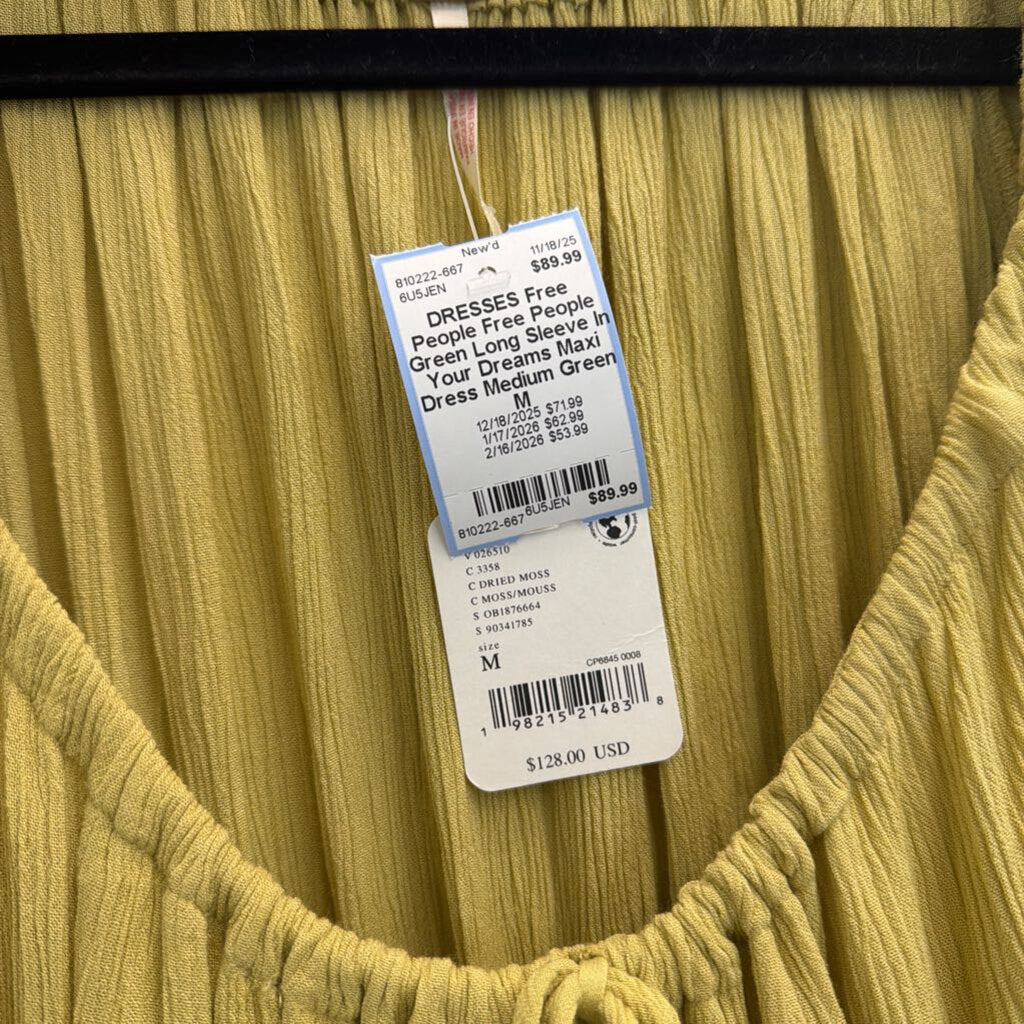 New'd
11/18/25
810222-667
$89.99
6U5JEN
DRESSES Free
People Free People
Green Long Sleeve In
Your Dreams Maxi
Dress Medium Green
M
12/18/2025 $71.99
1/17/2026 $62.99
2/16/2026 $53.99
810222-667 6U5JEN $89.99
V 026510
C 3358
C DRIED MOSS
C MOSS/MOUSS
S OB1876664
S 90341785
size
M
CP6845 0008
1 98215 21483 8
$128.00 USD